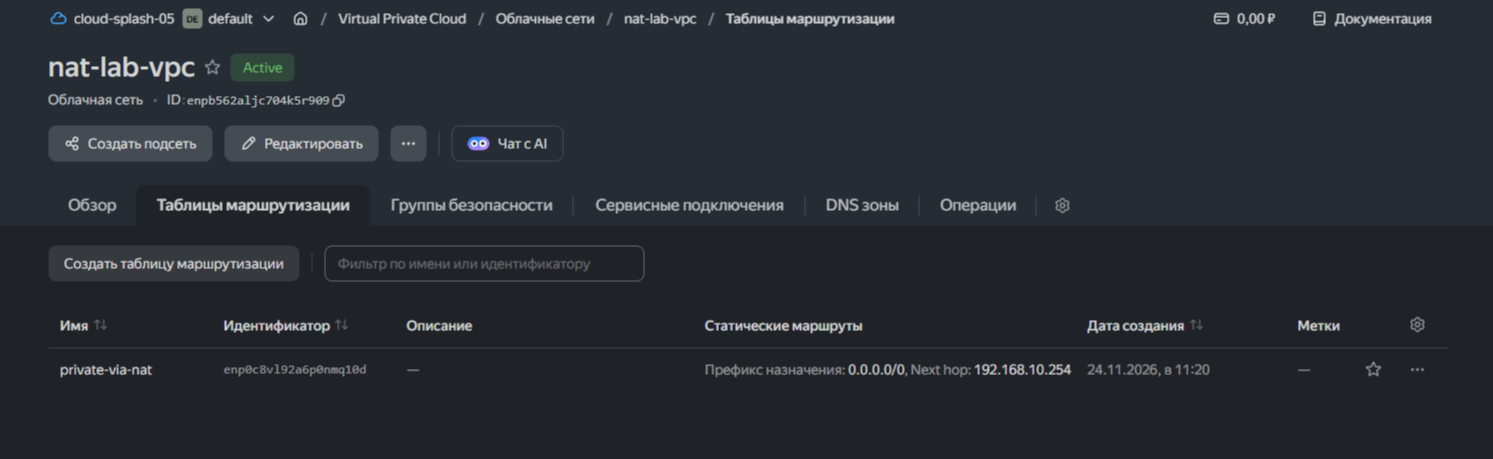 cloud-splash-05 DE default / Virtual Private Cloud / Облачные сети / nat-lab-vpc / Таблицы маршрутизации 0,00 ₽ Документация
nat-lab-vpc Active
Облачная сеть · ID: enpb562aljc704k5r909
Создать подсеть Редактировать ··· Чат с AI
Обзор Таблицы маршрутизации Группы безопасности Сервисные подключения DNS зоны Операции
Создать таблицу маршрутизации Фильтр по имени или идентификатору
Имя Идентификатор Описание Статические маршруты Дата создания Метки
private-via-nat enp0c8vl92a6p0nmq10d — Префикс назначения: 0.0.0.0/0, Next hop: 192.168.10.254 24.11.2026, в 11:20 — ···